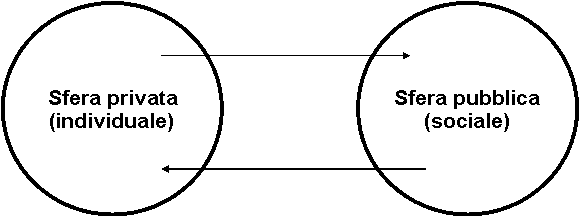 Sfera privata
(individuale)
Sfera pubblica
(sociale)